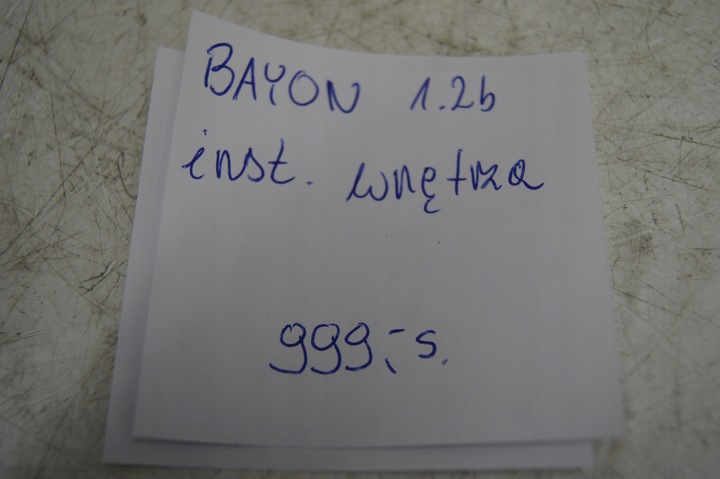 BAYON 1.2b
inst. wnętrza
999,- s.